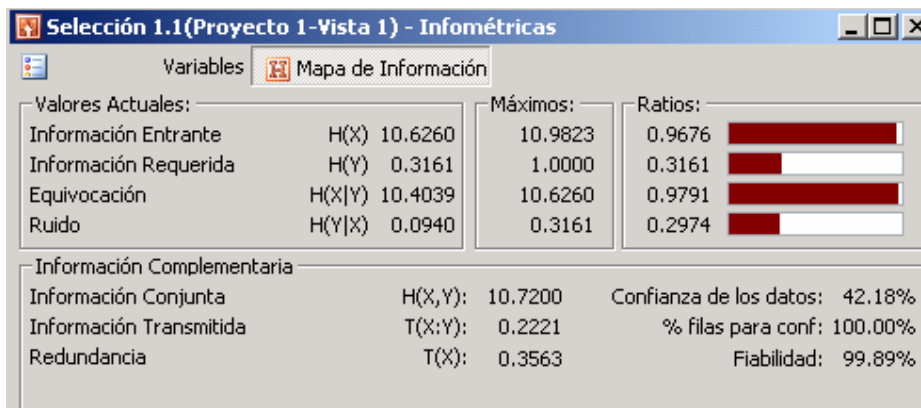 Selección 1.1(Proyecto 1-Vista 1) - Infométricas
Variables Mapa de Información
Valores Actuales: Máximos: Ratios:
Información Entrante H(X) 10.6260 10.9823 0.9676
Información Requerida H(Y) 0.3161 1.0000 0.3161
Equivocación H(X|Y) 10.4039 10.6260 0.9791
Ruido H(Y|X) 0.0940 0.3161 0.2974
Información Complementaria
Información Conjunta H(X,Y): 10.7200 Confianza de los datos: 42.18%
Información Transmitida T(X:Y): 0.2221 % filas para conf: 100.00%
Redundancia T(X): 0.3563 Fiabilidad: 99.89%